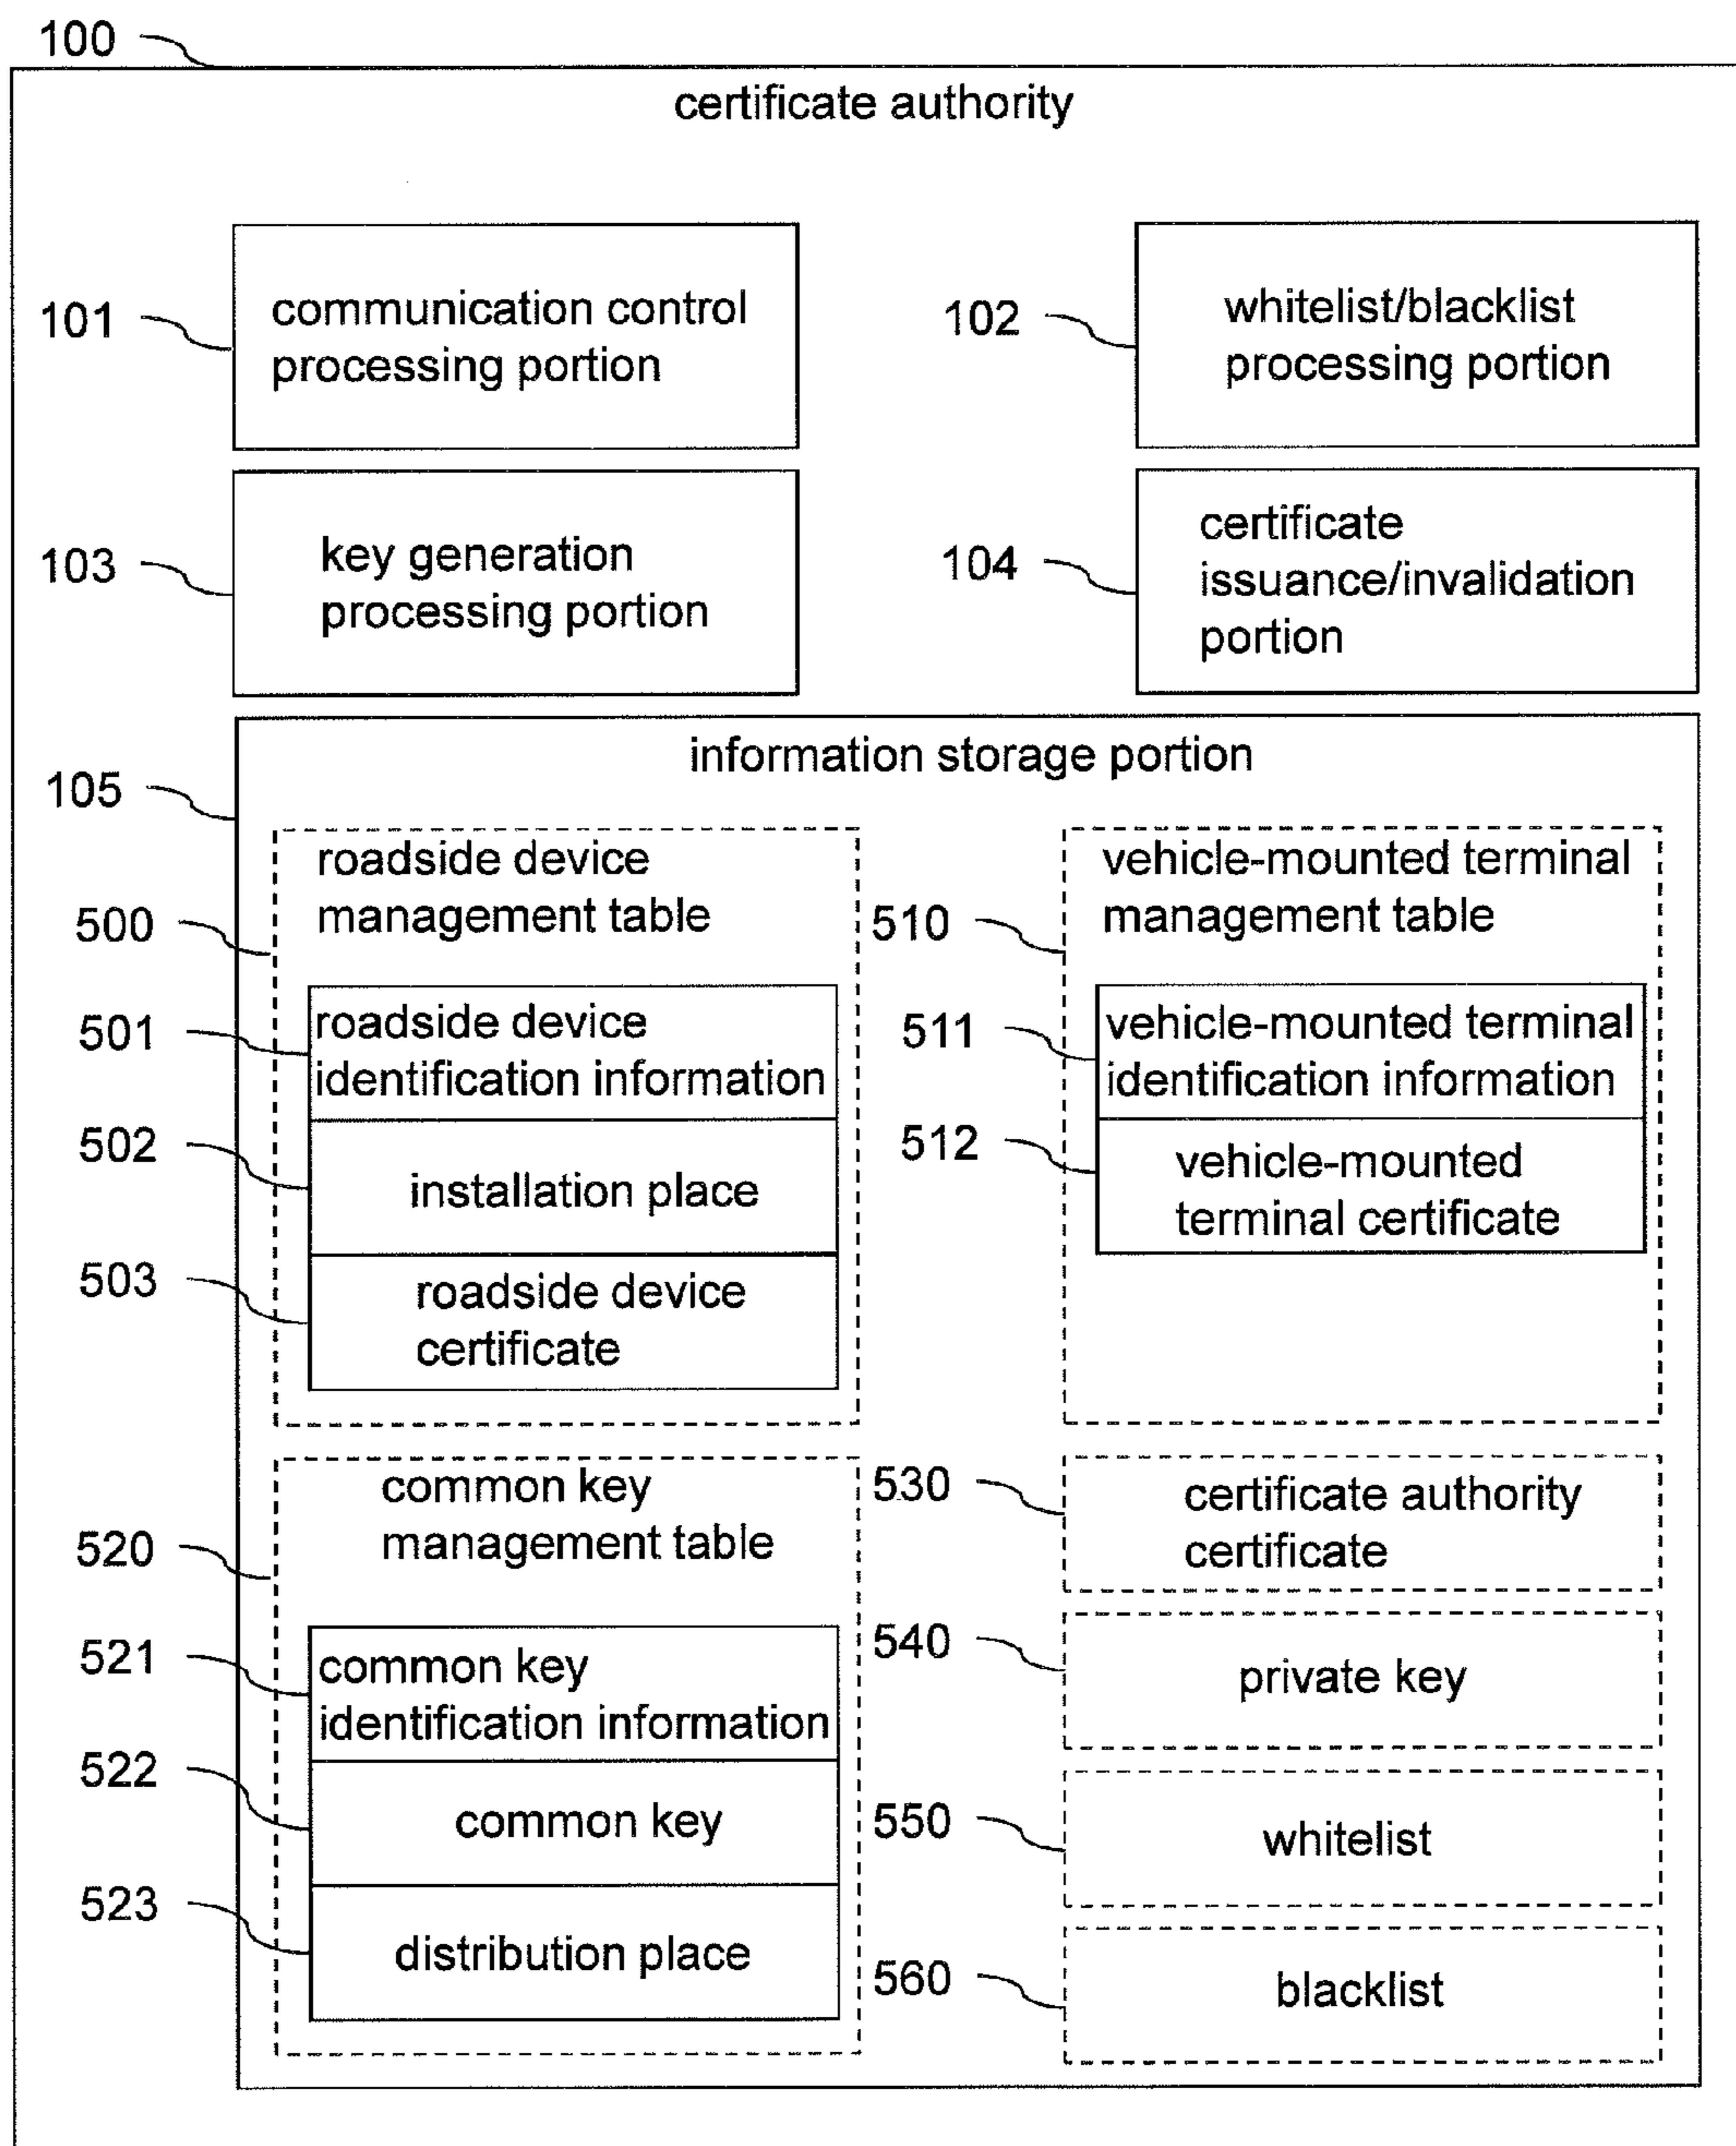 100
certificate authority
101
communication control
processing portion
102
whitelist/blacklist
processing portion
103
key generation
processing portion
104
certificate
issuance/invalidation
portion
105
information storage portion
500
roadside device
management table
501
roadside device
identification information
502
installation place
503
roadside device
certificate
510
vehicle-mounted terminal
management table
511
vehicle-mounted terminal
identification information
512
vehicle-mounted
terminal certificate
520
common key
management table
521
common key
identification information
522
common key
523
distribution place
530
certificate authority
certificate
540
private key
550
whitelist
560
blacklist